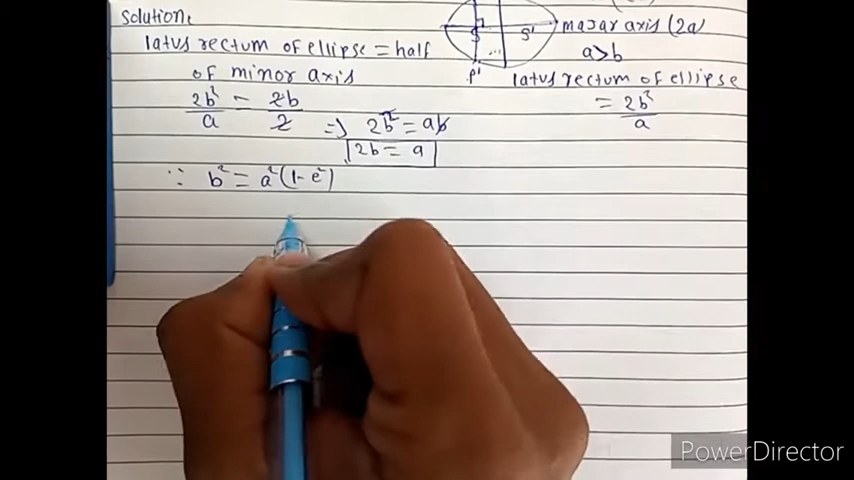 Solution:
major axis (2a)
S S'
latus rectum of ellipse = half
a>b
of minor axis
P'
latus rectum of ellipse
2b²/a = 2b/2
= 2b²/a
=> 2b² = ab
2b = a
∵ b² = a²(1-e²)
PowerDirector